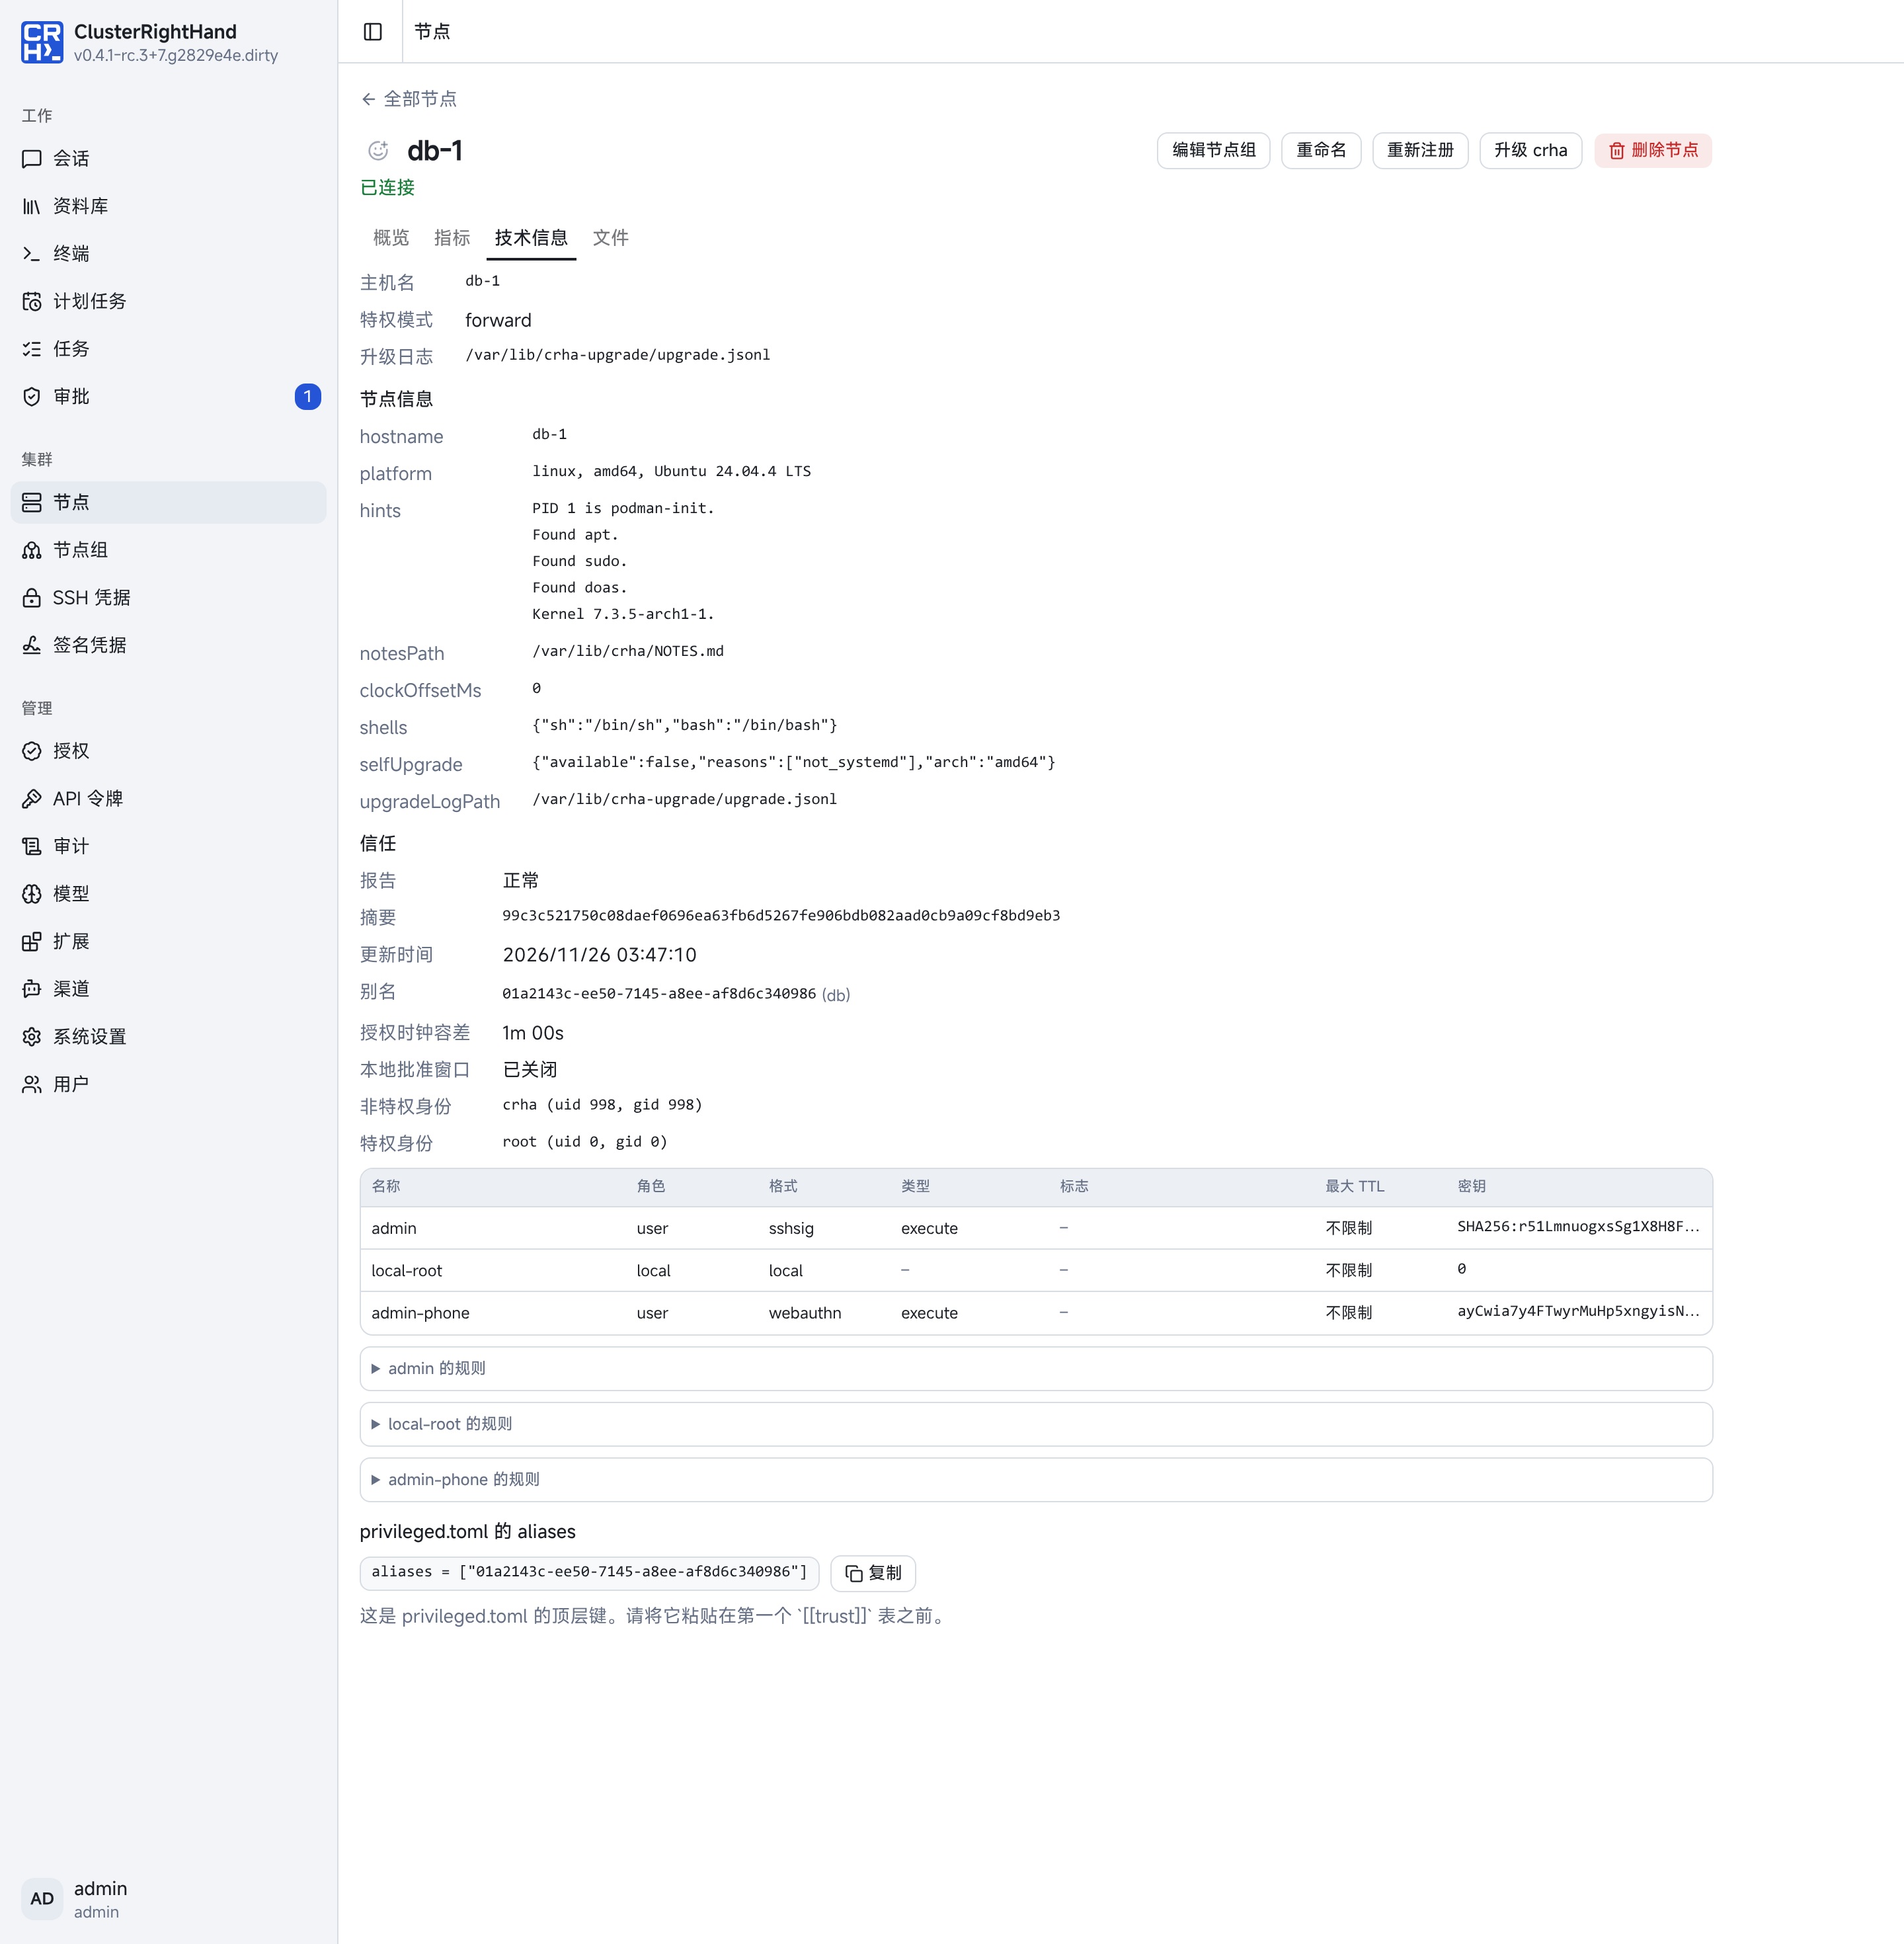 ClusterRightHand
v0.4.1-rc.3+7.g2829e4e.dirty
工作
会话
资料库
终端
计划任务
任务
审批 1
集群
节点
节点组
SSH 凭据
签名凭据
管理
授权
API 令牌
审计
模型
扩展
渠道
系统设置
用户
AD
admin
admin
节点
全部节点
db-1
编辑节点组 重命名 重新注册 升级 crha 删除节点
已连接
概览 指标 技术信息 文件
主机名 db-1
特权模式 forward
升级日志 /var/lib/crha-upgrade/upgrade.jsonl
节点信息
hostname db-1
platform linux, amd64, Ubuntu 24.04.4 LTS
hints PID 1 is podman-init.
Found apt.
Found sudo.
Found doas.
Kernel 7.3.5-arch1-1.
notesPath /var/lib/crha/NOTES.md
clockOffsetMs 0
shells {"sh":"/bin/sh","bash":"/bin/bash"}
selfUpgrade {"available":false,"reasons":["not_systemd"],"arch":"amd64"}
upgradeLogPath /var/lib/crha-upgrade/upgrade.jsonl
信任
报告 正常
摘要 99c3c521750c08daef0696ea63fb6d5267fe906bdb082aad0cb9a09cf8bd9eb3
更新时间 2026/11/26 03:47:10
别名 01a2143c-ee50-7145-a8ee-af8d6c340986 (db)
授权时钟容差 1m 00s
本地批准窗口 已关闭
非特权身份 crha (uid 998, gid 998)
特权身份 root (uid 0, gid 0)
名称 角色 格式 类型 标志 最大 TTL 密钥
admin user sshsig execute – 不限制 SHA256:r51LmnuogxsSg1X8H8F...
local-root local local – – 不限制 0
admin-phone user webauthn execute – 不限制 ayCwia7y4FTwyrMuHp5xngyisN...
admin 的规则
local-root 的规则
admin-phone 的规则
privileged.toml 的 aliases
aliases = ["01a2143c-ee50-7145-a8ee-af8d6c340986"] 复制
这是 privileged.toml 的顶层键。请将它粘贴在第一个 `[[trust]]` 表之前。